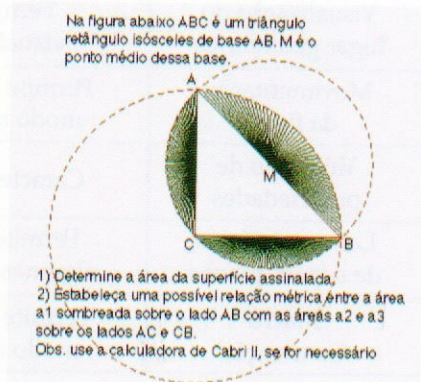 Na figura abaixo ABC é um triângulo
retângulo isósceles de base AB. M é o
ponto médio dessa base.
A
M
C
B
1) Determine a área da superfície assinalada.
2) Estabeleça uma possível relação métrica entre a área
a1 sombreada sobre o lado AB com as áreas a2 e a3
sobre os lados AC e CB.
Obs. use a calculadora de Cabri II, se for necessário